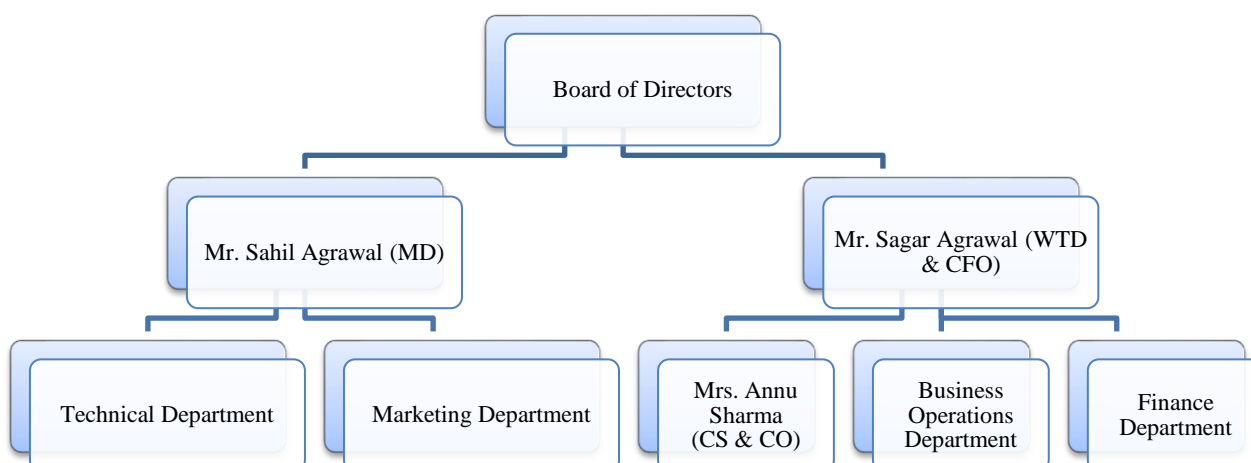 Board of Directors
Mr. Sahil Agrawal (MD)
Mr. Sagar Agrawal (WTD
& CFO)
Technical Department
Marketing Department
Mrs. Annu
Sharma
(CS & CO)
Business
Operations
Department
Finance
Department